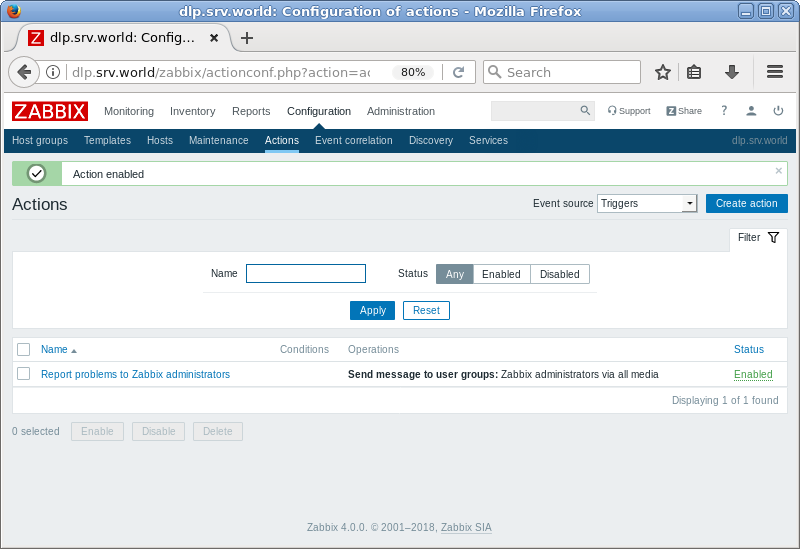 dlp.srv.world: Configuration of actions - Mozilla Firefox
Z dlp.srv.world: Config...
dlp.srv.world/zabbix/actionconf.php?action=ac 80% Search
ZABBIX Monitoring Inventory Reports Configuration Administration Support Z Share ?
Host groups Templates Hosts Maintenance Actions Event correlation Discovery Services dlp.srv.world
Action enabled
Actions Event source Triggers Create action
Filter
Name Status Any Enabled Disabled
Apply Reset
Name Conditions Operations Status
Report problems to Zabbix administrators Send message to user groups: Zabbix administrators via all media Enabled
Displaying 1 of 1 found
0 selected Enable Disable Delete
Zabbix 4.0.0. © 2001–2018, Zabbix SIA